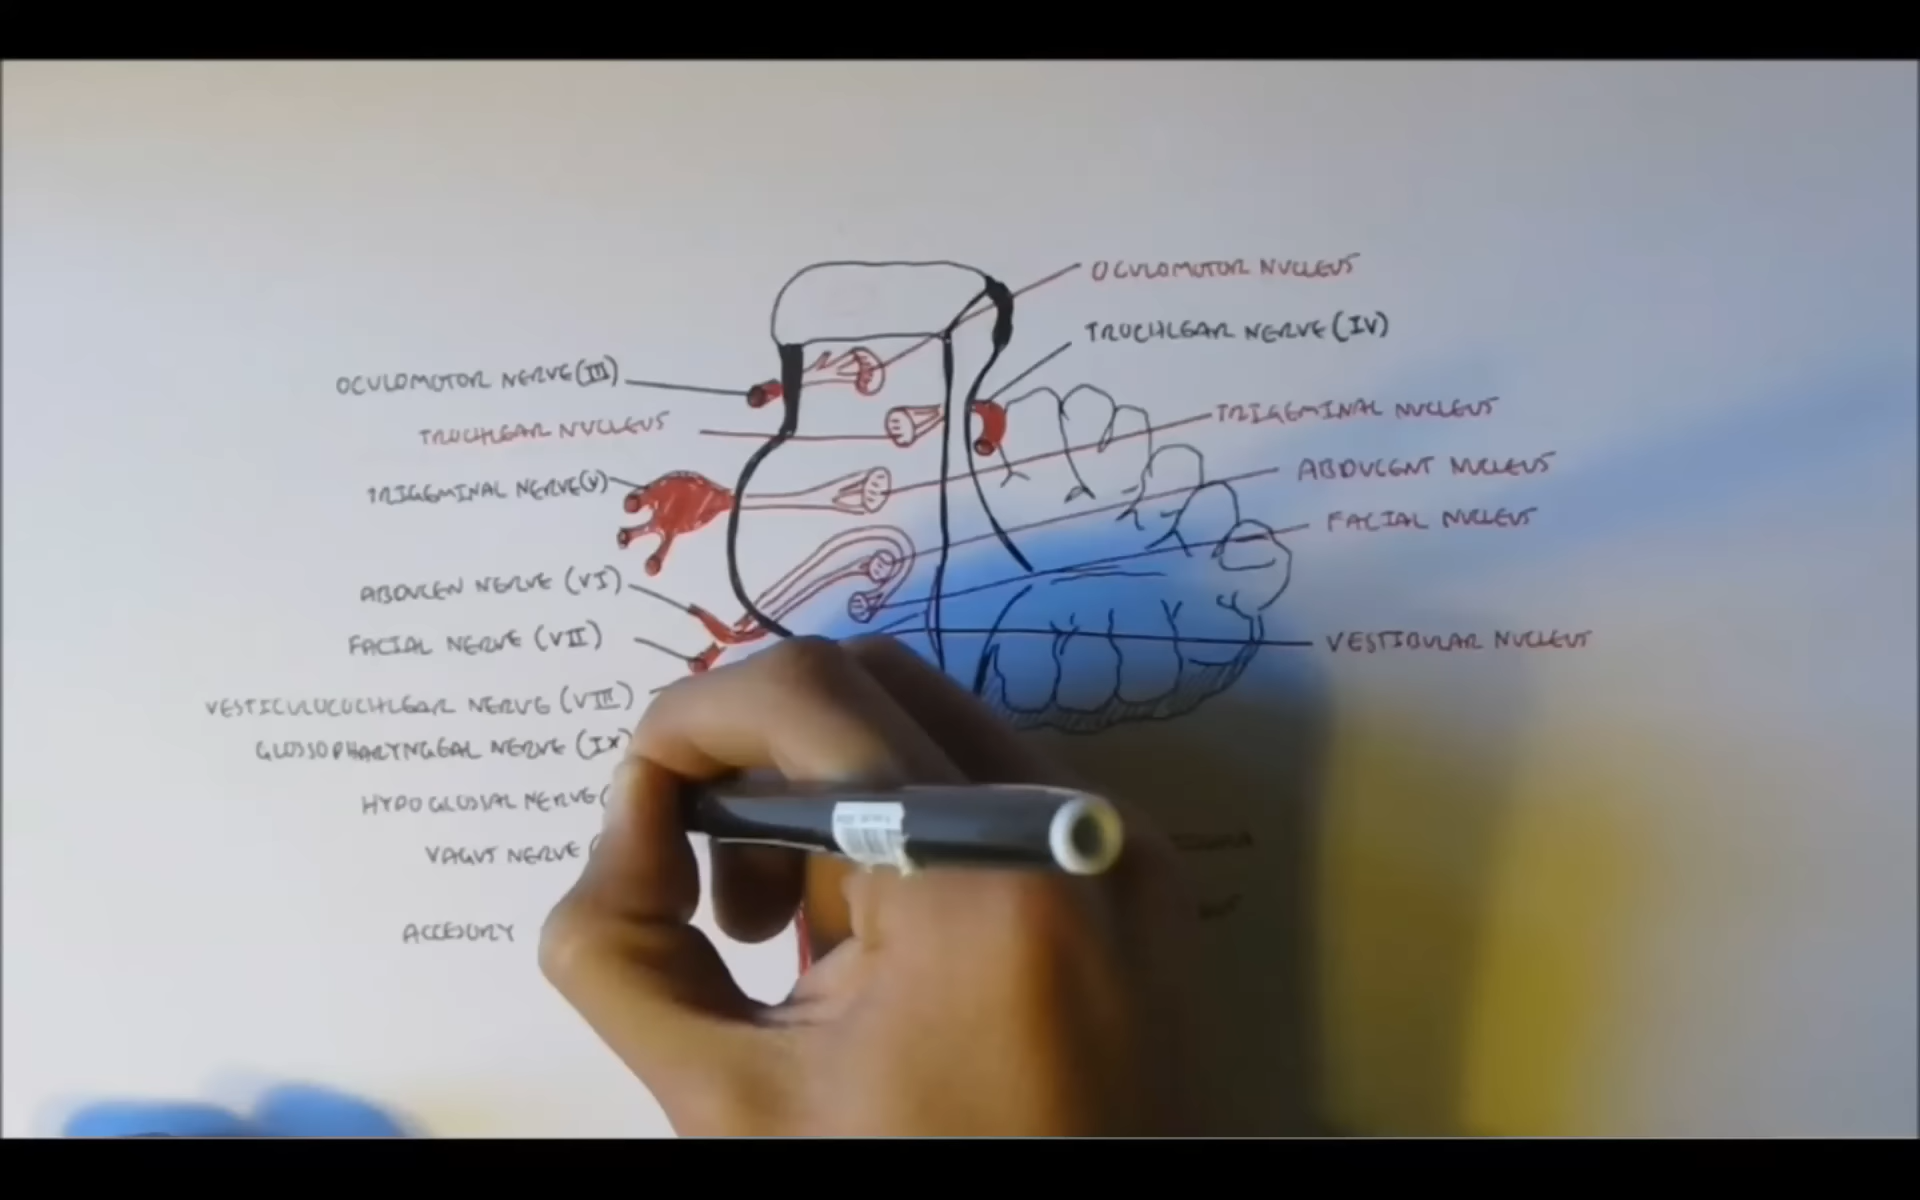 OCULOMOTOR NUCLEUS
TROCHLEAR NERVE (IV)
OCULOMOTOR NERVE (III)
TROCHLEAR NUCLEUS
TRIGEMINAL NUCLEUS
TRIGEMINAL NERVE (V)
ABDUCENT NUCLEUS
FACIAL NUCLEUS
ABDUCEN NERVE (VI)
FACIAL NERVE (VII)
VESTIBULAR NUCLEUS
VESTICULOCOCHLEAR NERVE (VIII)
GLOSSOPHARYNGEAL NERVE (IX)
HYPOGLOSSAL NERVE (
VAGUS NERVE (
ACCESORY